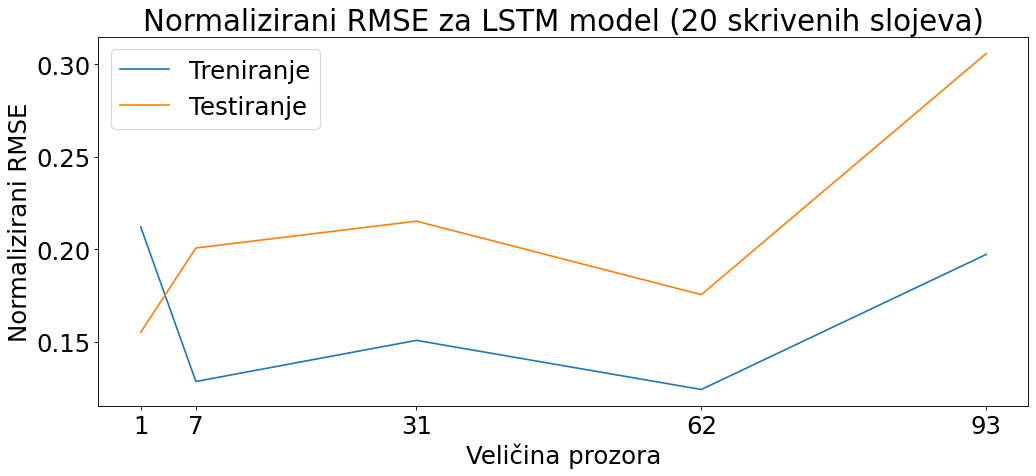 Normalizirani RMSE za LSTM model (20 skrivenih slojeva)
Treniranje
Testiranje
Normalizirani RMSE
0.30
0.25
0.20
0.15
1 7 31 62 93
Veličina prozora